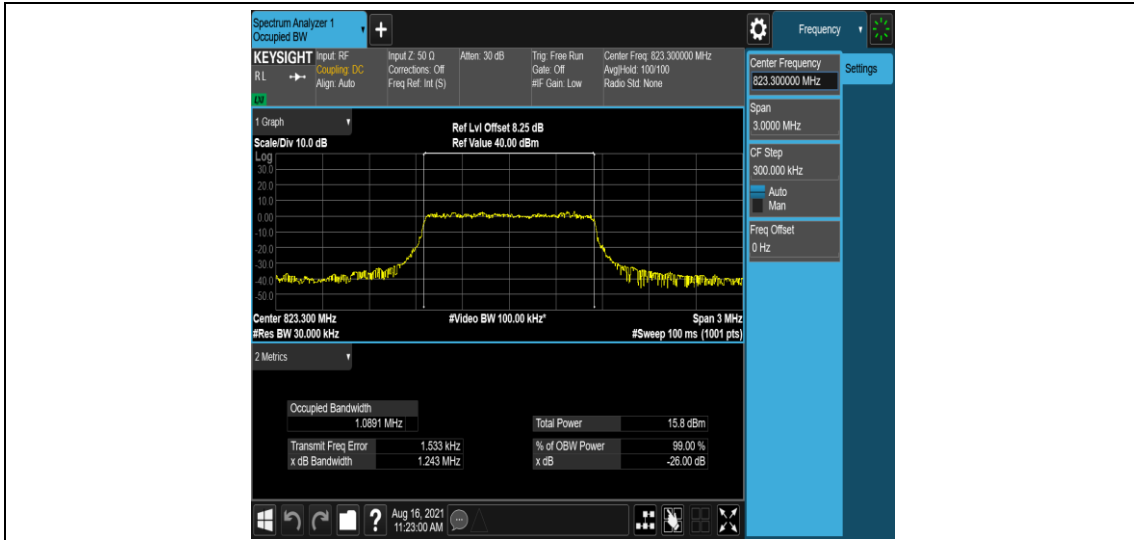 Spectrum Analyzer 1
Occupied BW
+
Frequency
KEYSIGHT
RL
Input: RF
Coupling: DC
Align: Auto
Input Z: 50 Ω
Corrections: Off
Freq Ref: Int (S)
Atten: 30 dB
Trig: Free Run
Gate: Off
#IF Gain: Low
Center Freq: 823.300000 MHz
Avg|Hold: 100/100
Radio Std: None
Center Frequency
823.300000 MHz
Settings
Span
3.0000 MHz
CF Step
300.000 kHz
Auto
Man
Freq Offset
0 Hz
1 Graph
Scale/Div 10.0 dB
Ref Lvl Offset 8.25 dB
Ref Value 40.00 dBm
Log
30.0
20.0
10.0
0.00
-10.0
-20.0
-30.0
-40.0
-50.0
Center 823.300 MHz
#Video BW 100.00 kHz*
Span 3 MHz
#Res BW 30.000 kHz
#Sweep 100 ms (1001 pts)
2 Metrics
Occupied Bandwidth
1.0891 MHz
Total Power 15.8 dBm
Transmit Freq Error 1.533 kHz
% of OBW Power 99.00 %
x dB Bandwidth 1.243 MHz
x dB -26.00 dB
?
Aug 16, 2021
11:23:00 AM